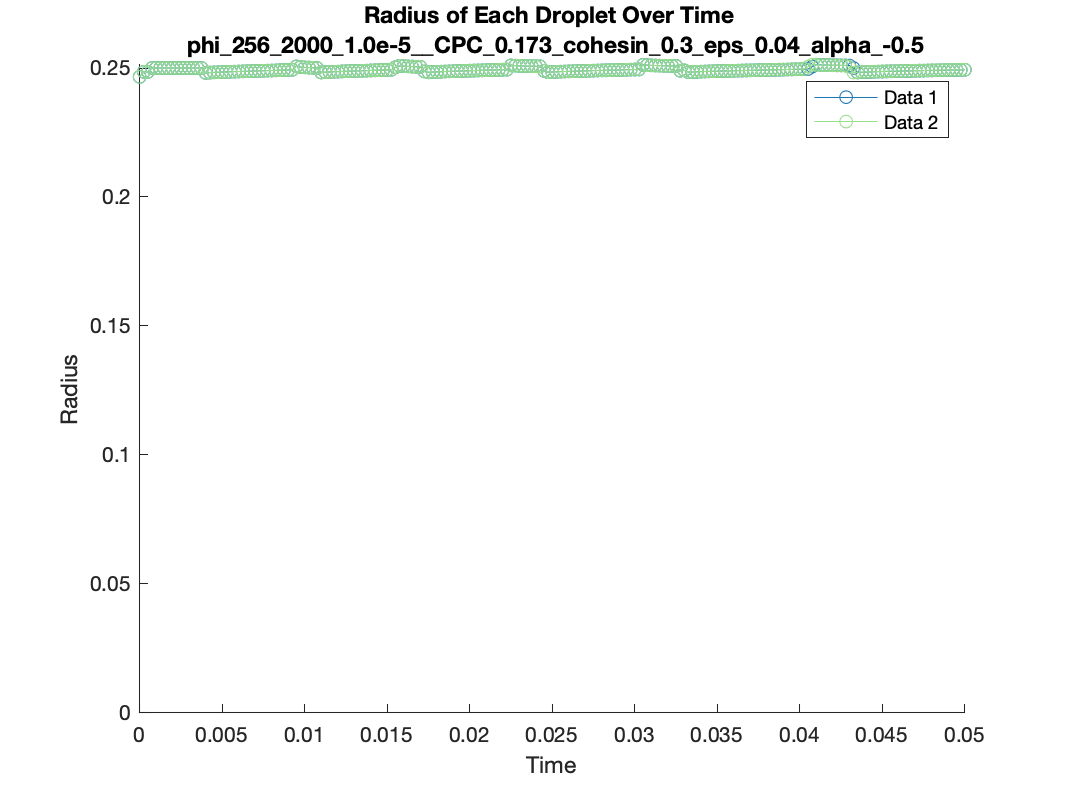 Radius of Each Droplet Over Time
phi_256_2000_1.0e-5__CPC_0.173_cohesin_0.3_eps_0.04_alpha_-0.5
0.25
0.2
0.15
0.1
0.05
0
Radius
Data 1
Data 2
0 0.005 0.01 0.015 0.02 0.025 0.03 0.035 0.04 0.045 0.05
Time